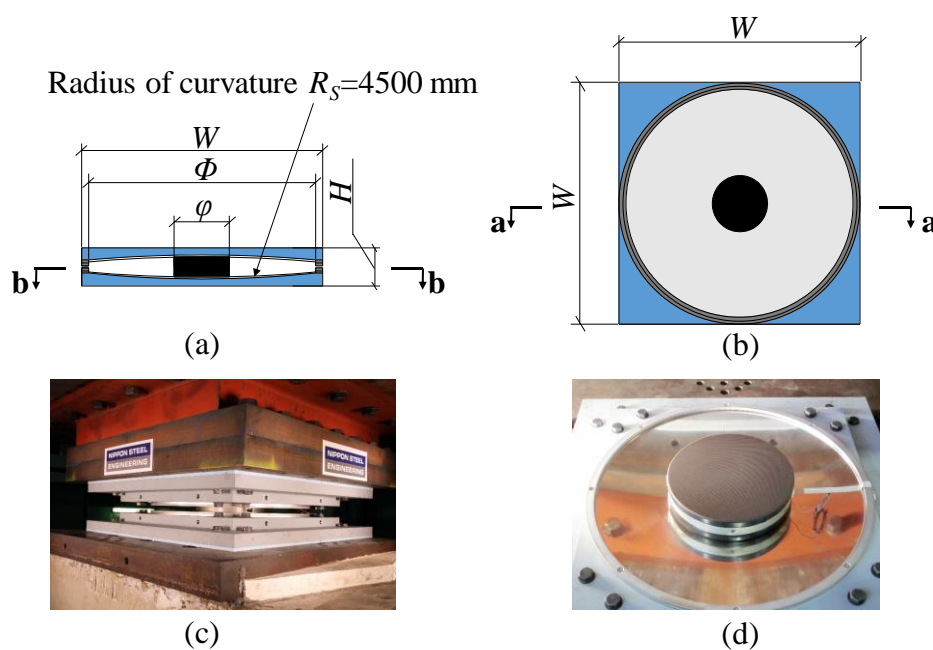 Radius of curvature R_S=4500 mm
W
Φ
H
φ
b b
(a)
W
W
a a
(b)
NIPPON STEEL
ENGINEERING
NIPPON STEEL
ENGINEERING
(c)
(d)